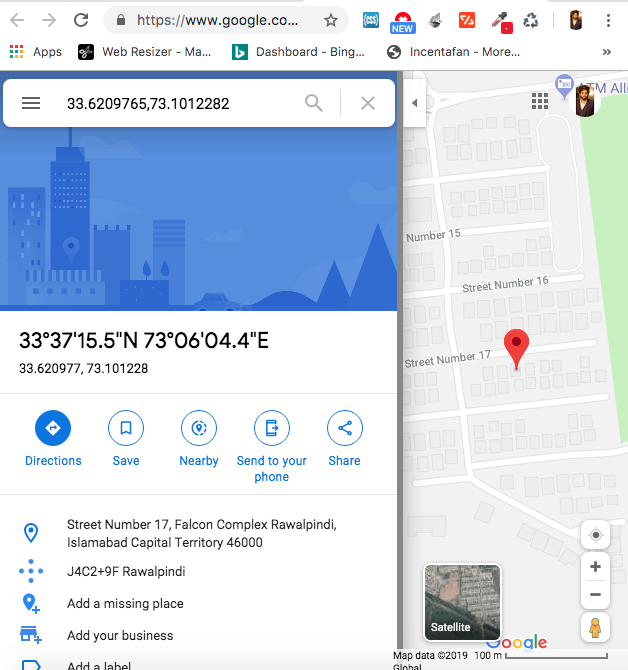 https://www.google.co...
NEW
Apps
Web Resizer - Ma...
Dashboard - Bing...
Incentafan - More...
»
33.6209765,73.1012282
33°37'15.5"N 73°06'04.4"E
33.620977, 73.101228
Directions
Save
Nearby
Send to your
phone
Share
Street Number 17, Falcon Complex Rawalpindi,
Islamabad Capital Territory 46000
J4C2+9F Rawalpindi
Add a missing place
Add your business
Add a label
ATM Alli
Number 15
Street Number 16
Street Number 17
Satellite
Google
Map data ©2019
100 m
Global